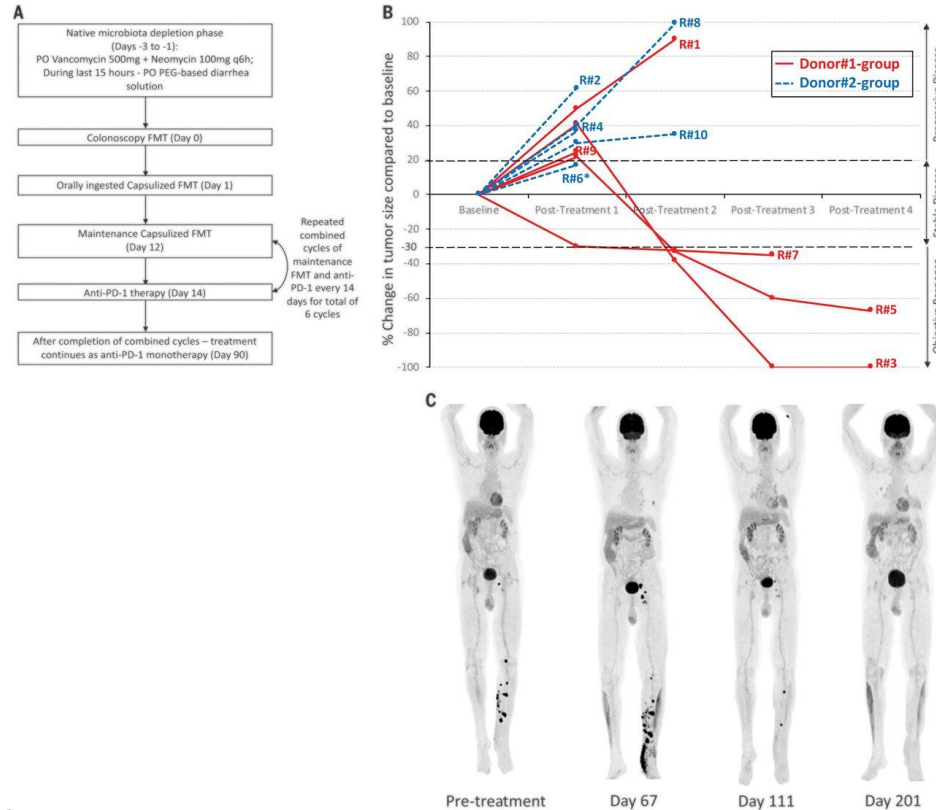 A
Native microbiota depletion phase
(Days -3 to -1):
PO Vancomycin 500mg + Neomycin 100mg q6h;
During last 15 hours - PO PEG-based diarrhea
solution
Colonoscopy FMT (Day 0)
Orally ingested Capsulized FMT (Day 1)
Maintenance Capsulized FMT
(Day 12)
Anti-PD-1 therapy (Day 14)
After completion of combined cycles – treatment
continues as anti-PD-1 monotherapy (Day 90)
Repeated
combined
cycles of
maintenance
FMT and anti-
PD-1 every 14
days for total of
6 cycles
B
% Change in tumor size compared to baseline
100
80
60
40
20
0
-30
-40
-60
-80
-100
Baseline
Post-Treatment 1
Post-Treatment 2
Post-Treatment 3
Post-Treatment 4
R#8
R#1
R#2
R#4
R#10
R#9
R#6*
R#7
R#5
R#3
Donor#1-group
Donor#2-group
Progressive Disease
C
Pre-treatment
Day 67
Day 111
Day 201